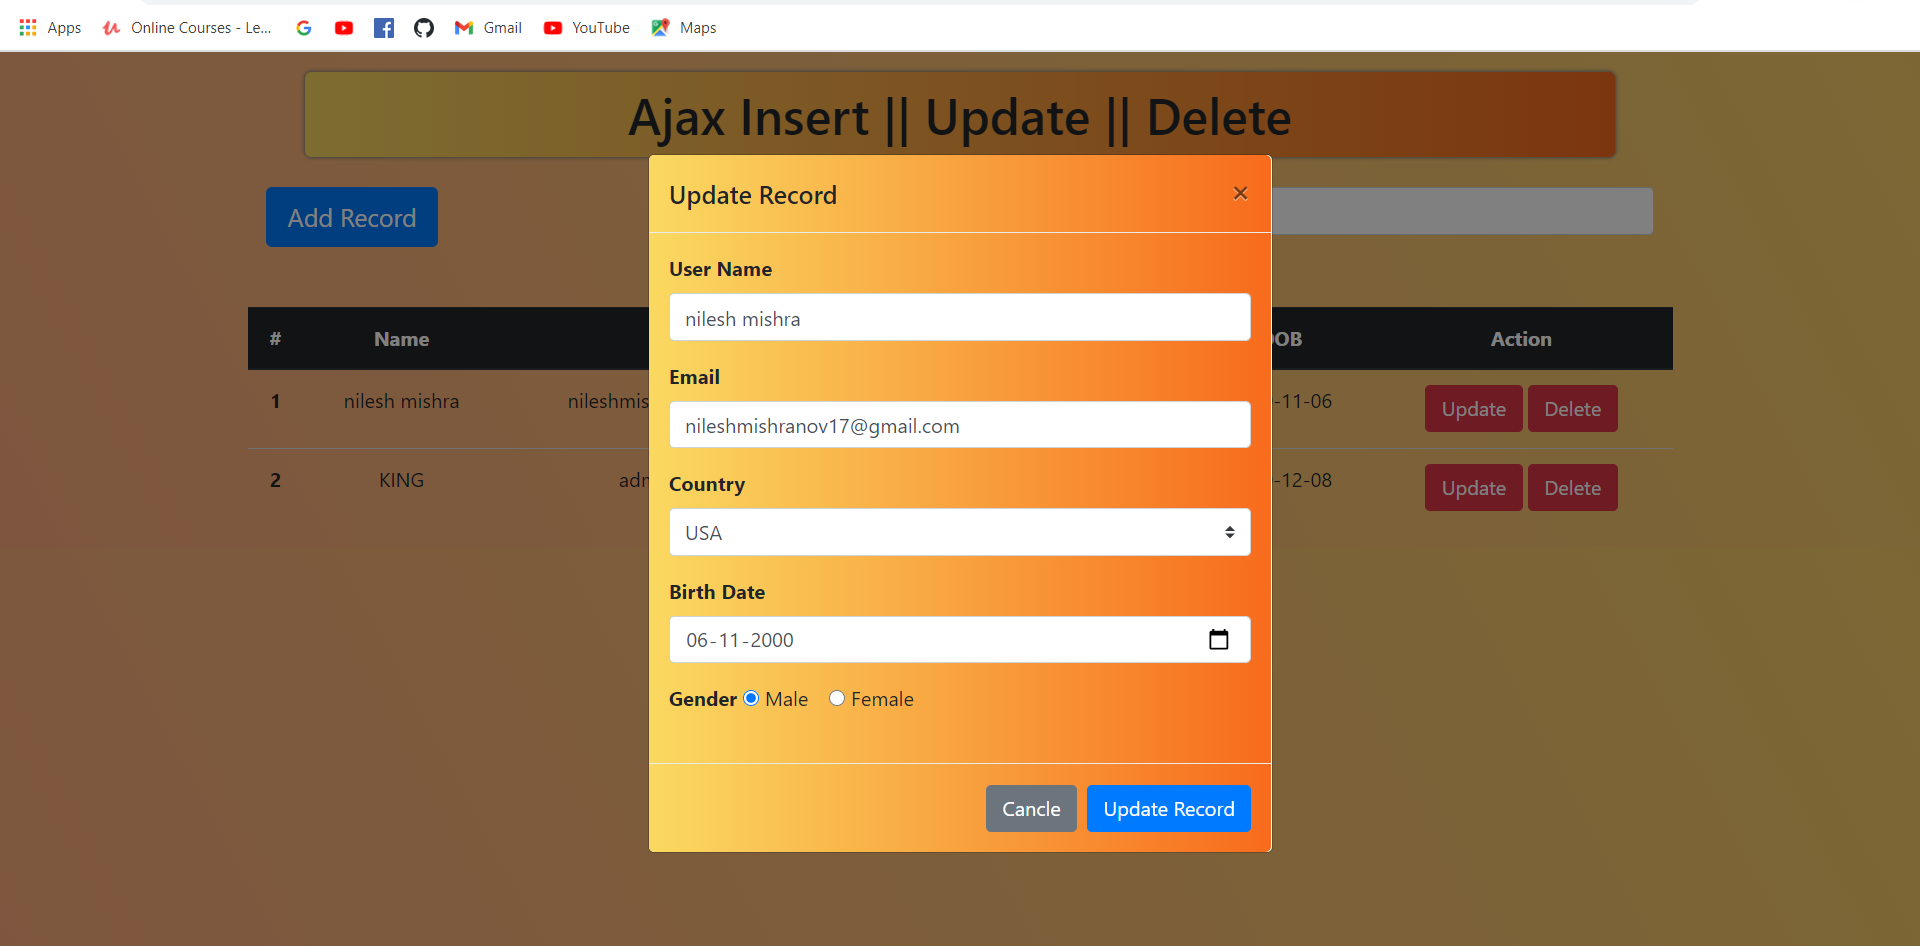 Apps Online Courses - Le... Gmail YouTube Maps
Ajax Insert || Update || Delete
Add Record
Update Record ×
User Name
nilesh mishra
Email
nileshmishranov17@gmail.com
Country
USA
Birth Date
06-11-2000
Gender Male Female
Cancle Update Record
# Name OB Action
1 nilesh mishra nileshmis -11-06 Update Delete
2 KING adm -12-08 Update Delete